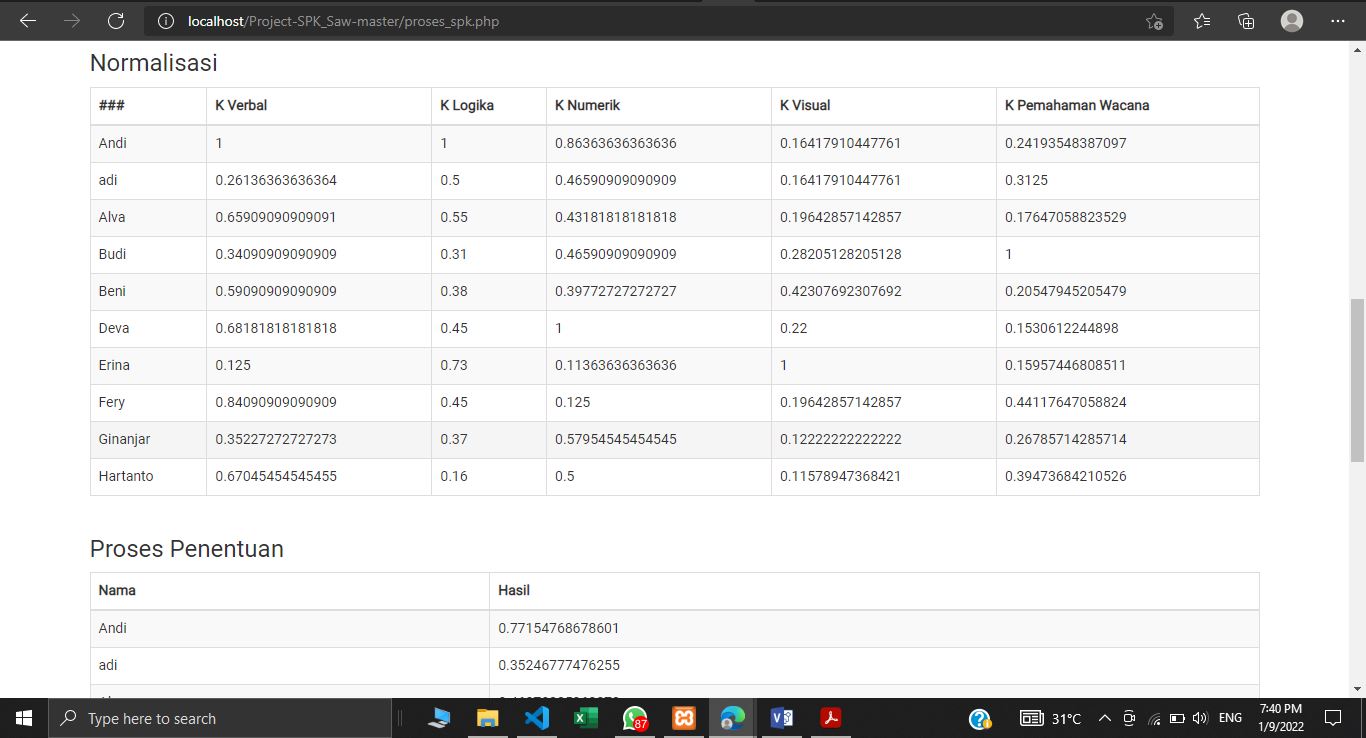 localhost/Project-SPK_Saw-master/proses_spk.php
Normalisasi
### K Verbal K Logika K Numerik K Visual K Pemahaman Wacana
Andi 1 1 0.86363636363636 0.16417910447761 0.24193548387097
adi 0.26136363636364 0.5 0.46590909090909 0.16417910447761 0.3125
Alva 0.65909090909091 0.55 0.43181818181818 0.19642857142857 0.17647058823529
Budi 0.34090909090909 0.31 0.46590909090909 0.28205128205128 1
Beni 0.59090909090909 0.38 0.39772727272727 0.42307692307692 0.20547945205479
Deva 0.68181818181818 0.45 1 0.22 0.1530612244898
Erina 0.125 0.73 0.11363636363636 1 0.15957446808511
Fery 0.84090909090909 0.45 0.125 0.19642857142857 0.44117647058824
Ginanjar 0.35227272727273 0.37 0.57954545454545 0.12222222222222 0.26785714285714
Hartanto 0.67045454545455 0.16 0.5 0.11578947368421 0.39473684210526
Proses Penentuan
Nama Hasil
Andi 0.77154768678601
adi 0.35246777476255
Type here to search 87 31°C ENG 7:40 PM
1/9/2022